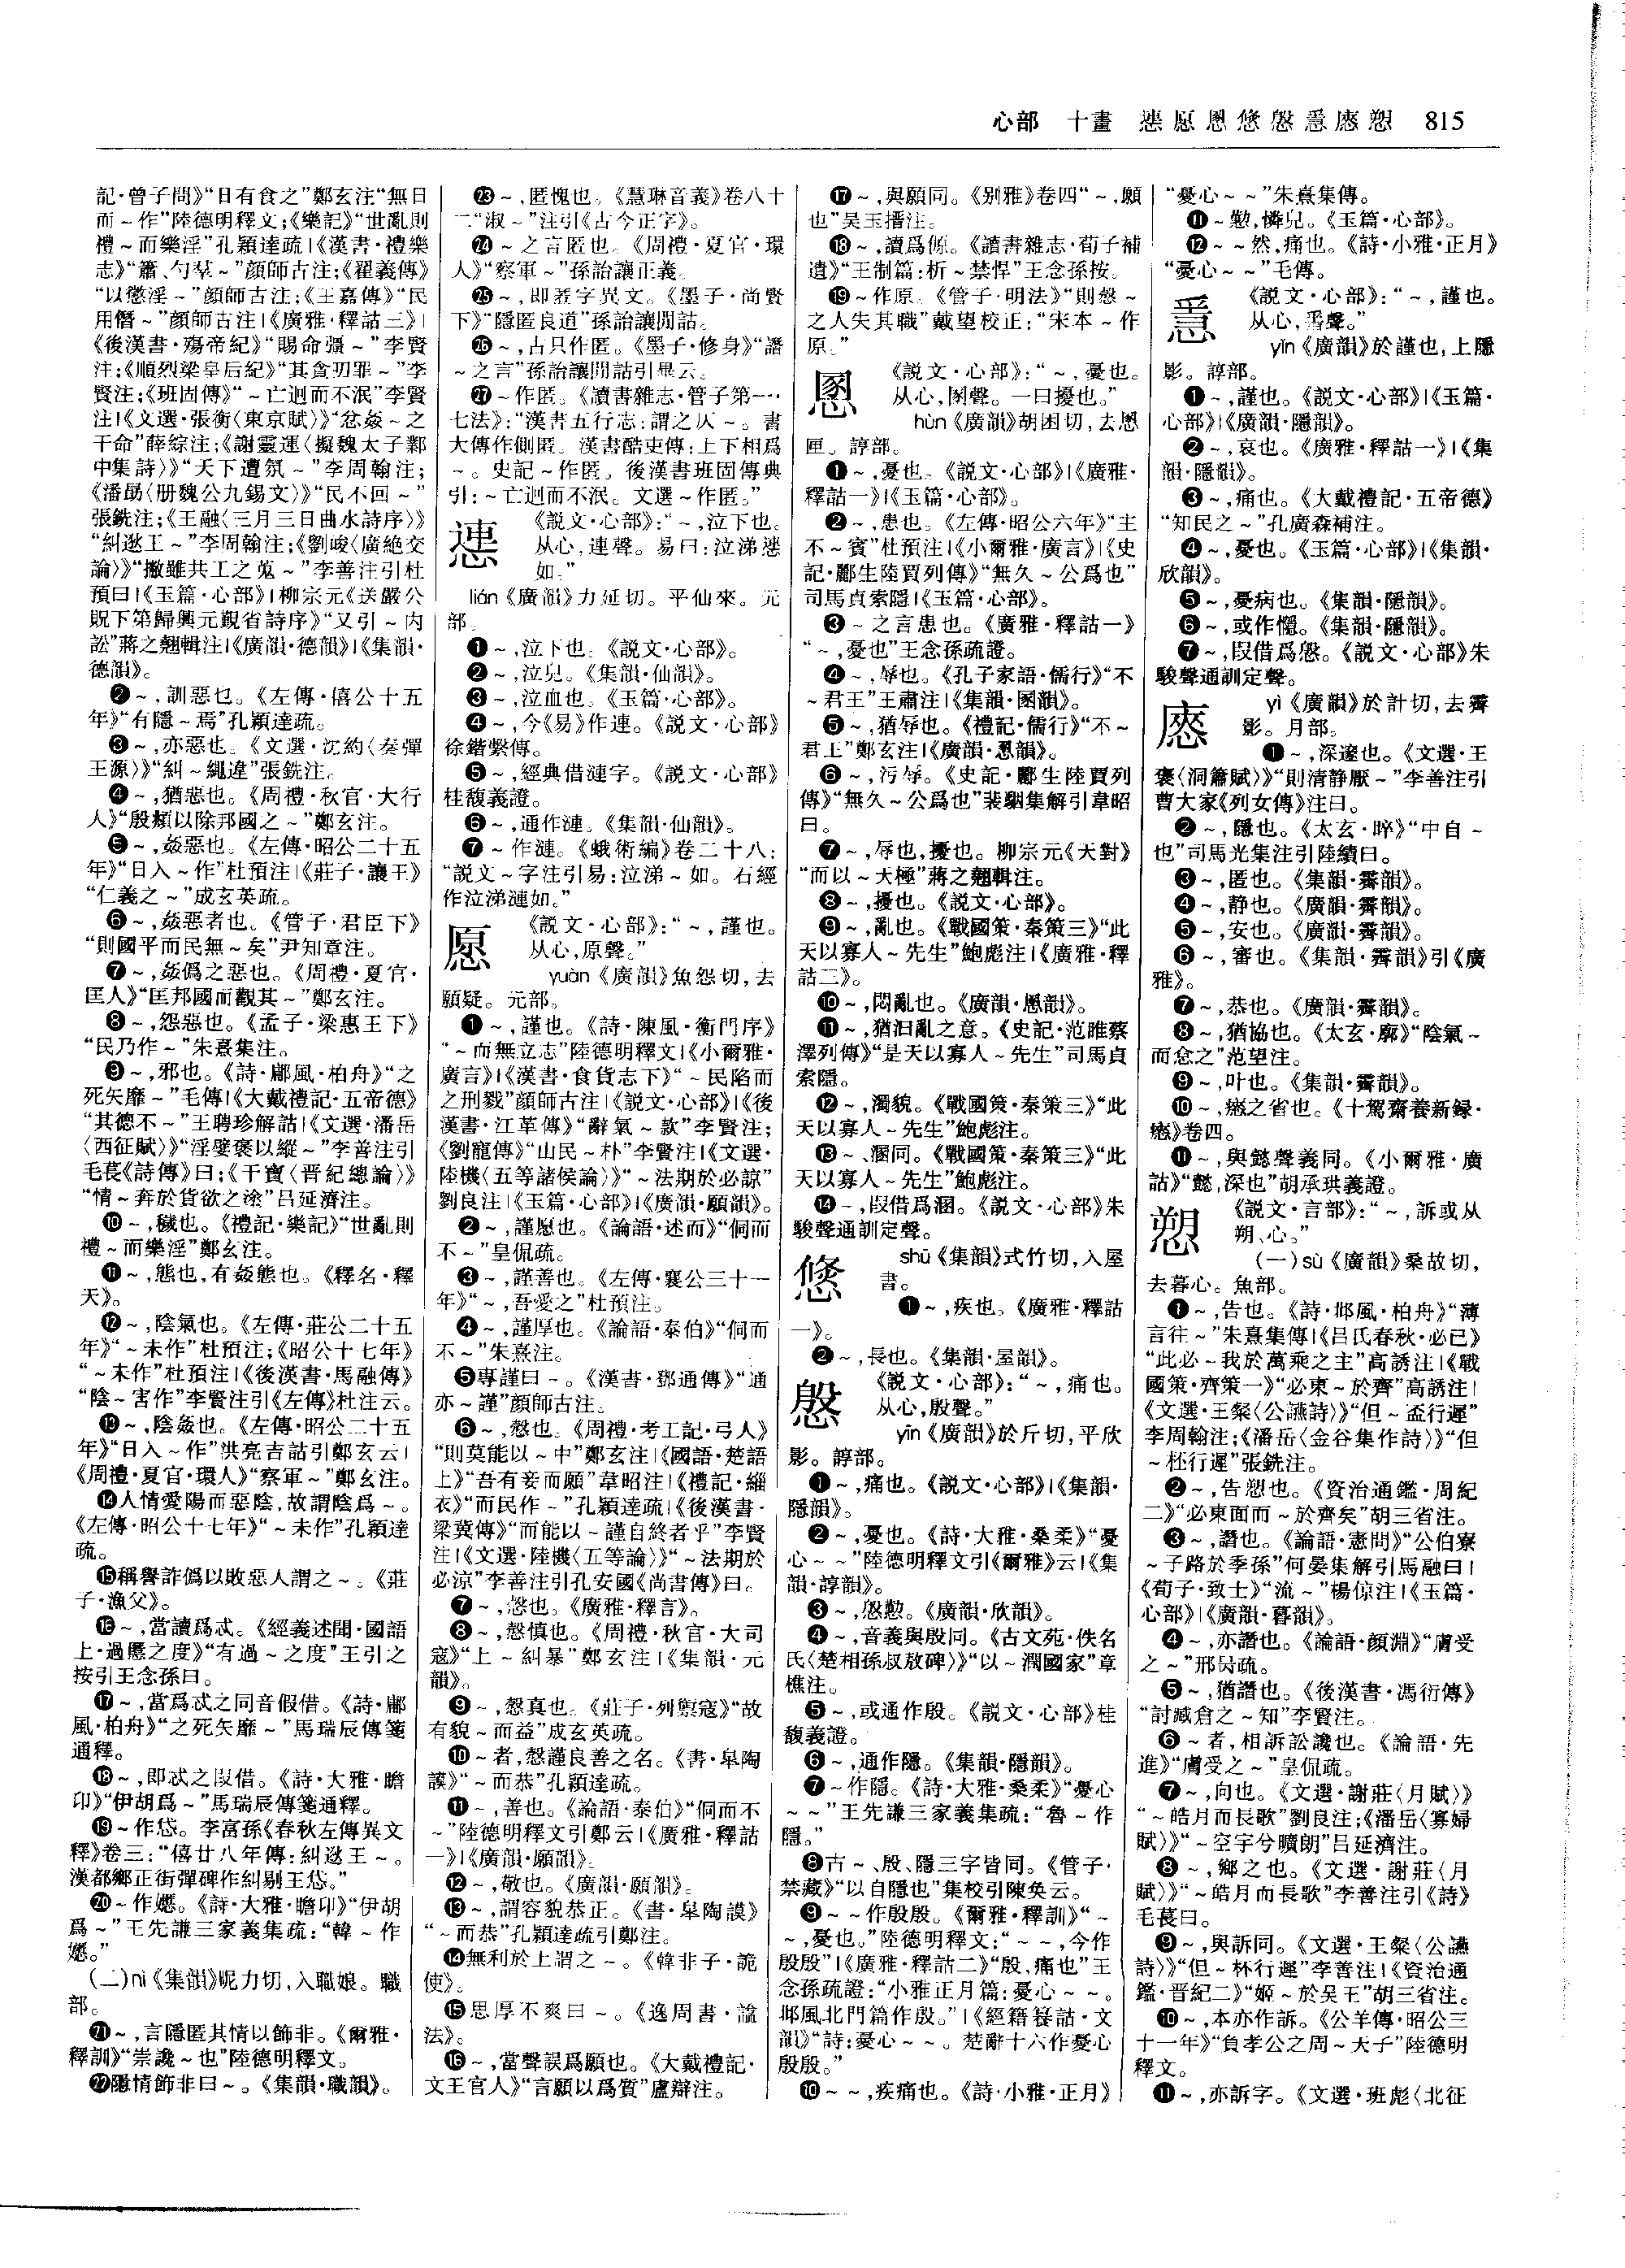 心部　十畫　慩愿慁悠慇㥯瘱愬　815
記·曾子問》“日有食之”鄭玄注“無日
而～作”陸德明釋文;《樂記》“世亂則
禮～而樂淫”孔穎達疏|《漢書·禮樂
志》“簫、勺羣～”顔師古注;《翟義傳》
“以懲淫～”顔師古注;《王嘉傳》“民
用僭～”顔師古注|《廣雅·釋詁三》|
《後漢書·殤帝紀》“賜命彊～”李賢
注;《順烈梁皇后紀》“其貪叨罪～”李
賢注;《班固傳》“～亡迴而不泯”李賢
注|《文選·張衡〈東京賦〉》“忿姦～之
干命”薛綜注;《謝靈運〈擬魏太子鄴
中集詩〉》“天下遭氛～”李周翰注;
《潘勗〈册魏公九錫文〉》“民不回～”
張銑注;《王融〈三月三日曲水詩序〉》
“糾逖王～”李周翰注;《劉峻〈廣絶交
論〉》“撇雖共工之蒐～”李善注引杜
預曰|《玉篇·心部》|柳宗元《送嚴公
貺下第歸興元覲省詩序》“又引～内
訟”蔣之翹輯注|《廣韻·德韻》|《集韻·
德韻》。
❷～,訓惡也。《左傳·僖公十五
年》“有隱～焉”孔穎達疏。
❸～,亦惡也。《文選·沈約〈奏彈
王源〉》“糾～繩違”張銑注。
❹～,猶惡也。《周禮·秋官·大行
人》“殷頫以除邦國之～”鄭玄注。
❺～,姦惡也。《左傳·昭公二十五
年》“日入～作”杜預注|《莊子·讓王》
“仁義之～”成玄英疏。
❻～,姦惡者也。《管子·君臣下》
“則國平而民無～矣”尹知章注。
❼～,姦僞之惡也。《周禮·夏官·
匡人》“匡邦國而觀其～”鄭玄注。
❽～,怨惡也。《孟子·梁惠王下》
“民乃作～”朱熹集注。
❾～,邪也。《詩·鄘風·柏舟》“之
死矢靡～”毛傳|《大戴禮記·五帝德》
“其德不～”王聘珍解詁|《文選·潘岳
〈西征賦〉》“淫嬖褒以縱～”李善注引
毛萇《詩傳》曰;《干寶〈晉紀總論〉》
“情～奔於貨欲之塗”吕延濟注。
❿～,穢也。《禮記·樂記》“世亂則
禮～而樂淫”鄭玄注。
⓫～,態也,有姦態也。《釋名·釋
天》。
⓬～,陰氣也。《左傳·莊公二十五
年》“～未作”杜預注;《昭公十七年》
“～未作”杜預注|《後漢書·馬融傳》
“陰～害作”李賢注引《左傳》杜注云。
⓭～,陰姦也。《左傳·昭公二十五
年》“日入～作”洪亮吉詁引鄭玄云|
《周禮·夏官·環人》“察軍～”鄭玄注。
⓮人情愛陽而惡陰,故謂陰爲～。
《左傳·昭公十七年》“～未作”孔穎達
疏。
⓯稱譽詐僞以敗惡人謂之～。《莊
子·漁父》。
⓰～,當讀爲忒。《經義述聞·國語
上·過慝之度》“有過～之度”王引之
按引王念孫曰。
⓱～,當爲忒之同音假借。《詩·鄘
風·柏舟》“之死矢靡～”馬瑞辰傳箋
通釋。
⓲～,即忒之叚借。《詩·大雅·瞻
卬》“伊胡爲～”馬瑞辰傳箋通釋。
⓳～作忲。李富孫《春秋左傳異文
釋》卷三:“僖廿八年傳:糾逖王～。
漢都鄉正街彈碑作糾剔王忲。”
⓴～作嬺。《詩·大雅·瞻卬》“伊胡
爲～”王先謙三家義集疏:“韓～作
嬺。”
(二)nì《集韻》昵力切,入職娘。職
部。
㉑～,言隱匿其情以飾非。《爾雅·
釋訓》“崇讒～也”陸德明釋文。
㉒隱情飾非曰～。《集韻·職韻》。
㉓～,匿愧也。《慧琳音義》卷八十
二“淑～”注引《古今正字》。
㉔～之言匿也。《周禮·夏官·環
人》“察軍～”孫詒讓正義。
㉕～,即匿字異文。《墨子·尚賢
下》“隱匿良道”孫詒讓閒詁。
㉖～,古只作匿。《墨子·修身》“譖
～之言”孫詒讓閒詁引畢云。
㉗～作匿。《讀書雜志·管子第一…
七法》:“漢書五行志:謂之仄～。書
大傳作側匿。漢書酷吏傳:上下相爲
～。史記～作匿。後漢書班固傳典
引:～亡迴而不泯。文選～作匿。”
慩　《説文·心部》:“～,泣下也。
从心,連聲。易曰:泣涕慩
如。”
lián《廣韻》力延切。平仙來。元
部。
❶～,泣下也。《説文·心部》。
❷～,泣皃。《集韻·仙韻》。
❸～,泣血也。《玉篇·心部》。
❹～,今《易》作連。《説文·心部》
徐鍇繫傳。
❺～,經典借漣字。《説文·心部》
桂馥義證。
❻～,通作漣。《集韻·仙韻》。
❼～作漣。《蛾術編》卷二十八:
“説文～字注引易:泣涕～如。石經
作泣涕漣如。”
愿　《説文·心部》:“～,謹也。
从心,原聲。”
yuàn《廣韻》魚怨切,去
願疑。元部。
❶～,謹也。《詩·陳風·衡門序》
“～而無立志”陸德明釋文|《小爾雅·
廣言》|《漢書·食貨志下》“～民陷而
之刑戮”顔師古注|《説文·心部》|《後
漢書·江革傳》“辭氣～款”李賢注;
《劉寵傳》“山民～朴”李賢注|《文選·
陸機〈五等諸侯論〉》“～法期於必諒”
劉良注|《玉篇·心部》|《廣韻·願韻》。
❷～,謹愿也。《論語·述而》“侗而
不～”皇侃疏。
❸～,謹善也。《左傳·襄公三十一
年》“～,吾愛之”杜預注。
❹～,謹厚也。《論語·泰伯》“侗而
不～”朱熹注。
❺專謹曰～。《漢書·鄧通傳》“通
亦～謹”顔師古注。
❻～,慤也。《周禮·考工記·弓人》
“則莫能以～中”鄭玄注|《國語·楚語
上》“吾有妾而願”韋昭注|《禮記·緇
衣》“而民作～”孔穎達疏|《後漢書·
梁冀傳》“而能以～謹自終者乎”李賢
注|《文選·陸機〈五等論〉》“～法期於
必凉”李善注引孔安國《尚書傳》曰。
❼～,愨也。《廣雅·釋言》。
❽～,慤慎也。《周禮·秋官·大司
寇》“上～糾暴”鄭玄注|《集韻·元
韻》。
❾～,慤真也。《莊子·列禦寇》“故
有貌～而益”成玄英疏。
❿～者,慤謹良善之名。《書·皋陶
謨》“～而恭”孔穎達疏。
⓫～,善也。《論語·泰伯》“侗而不
～”陸德明釋文引鄭云|《廣雅·釋詁
一》|《廣韻·願韻》。
⓬～,敬也。《廣韻·願韻》。
⓭～,謂容貌恭正。《書·皋陶謨》
“～而恭”孔穎達疏引鄭注。
⓮無利於上謂之～。《韓非子·詭
使》。
⓯思厚不爽曰～。《逸周書·謚
法》。
⓰～,當聲誤爲願也。《大戴禮記·
文王官人》“言願以爲質”盧辯注。
⓱～,與願同。《别雅》卷四“～,願
也”吴玉搢注。
⓲～,讀爲傆。《讀書雜志·荀子補
遺》“王制篇:析～禁悍”王念孫按。
⓳～作原。《管子·明法》“則慤～
之人失其職”戴望校正:“宋本～作
原。”
慁　《説文·心部》:“～,憂也。
从心,圂聲。一曰擾也。”
hùn《廣韻》胡困切,去慁
匣。諄部。
❶～,憂也。《説文·心部》|《廣雅·
釋詁一》|《玉篇·心部》。
❷～,患也。《左傳·昭公六年》“主
不～賓”杜預注|《小爾雅·廣言》|《史
記·酈生陸賈列傳》“無久～公爲也”
司馬貞索隱|《玉篇·心部》。
❸～之言患也。《廣雅·釋詁一》
“～,憂也”王念孫疏證。
❹～,辱也。《孔子家語·儒行》“不
～君王”王肅注|《集韻·圂韻》。
❺～,猶辱也。《禮記·儒行》“不～
君王”鄭玄注|《廣韻·慁韻》。
❻～,污辱。《史記·酈生陸賈列
傳》“無久～公爲也”裴駰集解引韋昭
曰。
❼～,辱也,擾也。柳宗元《天對》
“而以～天極”蔣之翹輯注。
❽～,擾也。《説文·心部》。
❾～,亂也。《戰國策·秦策三》“此
天以寡人～先生”鮑彪注|《廣雅·釋
詁三》。
❿～,悶亂也。《廣韻·慁韻》。
⓫～,猶汩亂之意。《史記·范雎蔡
澤列傳》“是天以寡人～先生”司馬貞
索隱。
⓬～,濁貌。《戰國策·秦策三》“此
天以寡人～先生”鮑彪注。
⓭～、溷同。《戰國策·秦策三》“此
天以寡人～先生”鮑彪注。
⓮～,叚借爲溷。《説文·心部》朱
駿聲通訓定聲。
shū《集韻》式竹切,入屋
書。
❶～,疾也。《廣雅·釋詁
一》。
❷～,長也。《集韻·屋韻》。
慇　《説文·心部》:“～,痛也。
从心,殷聲。”
yīn《廣韻》於斤切,平欣
影。諄部。
❶～,痛也。《説文·心部》|《集韻·
隱韻》。
❷～,憂也。《詩·大雅·桑柔》“憂
心～～”陸德明釋文引《爾雅》云|《集
韻·諄韻》。
❸～,慇懃。《廣韻·欣韻》。
❹～,音義與殷同。《古文苑·佚名
氏〈楚相孫叔敖碑〉》“以～潤國家”章
樵注。
❺～,或通作殷。《説文·心部》桂
馥義證。
❻～,通作隱。《集韻·隱韻》。
❼～作隱。《詩·大雅·桑柔》“憂心
～～”王先謙三家義集疏:“魯～作
隱。”
❽古～、殷、隱三字皆同。《管子·
禁藏》“以自隱也”集校引陳奂云。
❾～～作殷殷。《爾雅·釋訓》“～
～,憂也。”陸德明釋文:“～～,今作
殷殷”|《廣雅·釋詁二》“殷,痛也”王
念孫疏證:“小雅正月篇:憂心～～。
邶風北門篇作殷。”|《經籍籑詁·文
韻》“詩:憂心～～。楚辭十六作憂心
殷殷。”
❿～～,疾痛也。《詩·小雅·正月》
“憂心～～”朱熹集傳。
⓫～懃,憐皃。《玉篇·心部》。
⓬～～然,痛也。《詩·小雅·正月》
“憂心～～”毛傳。
㥯　《説文·心部》:“～,謹也。
从心,㥯聲。”
yǐn《廣韻》於謹也,上隱
影。諄部。
❶～,謹也。《説文·心部》|《玉篇·
心部》|《廣韻·隱韻》。
❷～,哀也。《廣雅·釋詁一》|《集
韻·隱韻》。
❸～,痛也。《大戴禮記·五帝德》
“知民之～”孔廣森補注。
❹～,憂也。《玉篇·心部》|《集韻·
欣韻》。
❺～,憂病也。《集韻·隱韻》。
❻～,或作懚。《集韻·隱韻》。
❼～,叚借爲慇。《説文·心部》朱
駿聲通訓定聲。
yì《廣韻》於計切,去霽
影。月部。
❶～,深邃也。《文選·王
褒〈洞簫賦〉》“則清静厭～”李善注引
曹大家《列女傳》注曰。
❷～,隱也。《太玄·睟》“中自～
也”司馬光集注引陸績曰。
❸～,匿也。《集韻·霽韻》。
❹～,静也。《廣韻·霽韻》。
❺～,安也。《廣韻·霽韻》。
❻～,審也。《集韻·霽韻》引《廣
雅》。
❼～,恭也。《廣韻·霽韻》。
❽～,猶協也。《太玄·廓》“陰氣～
而念之”范望注。
❾～,叶也。《集韻·霽韻》。
❿～,瘱之省也。《十駕齋養新録·
瘱》卷四。
⓫～,與懿聲義同。《小爾雅·廣
詁》“懿,深也”胡承珙義證。
愬　《説文·言部》:“～,訴或从
朔、心。”
(一)sù《廣韻》桑故切,
去暮心。魚部。
❶～,告也。《詩·邶風·柏舟》“薄
言往～”朱熹集傳|《吕氏春秋·必己》
“此必～我於萬乘之主”高誘注|《戰
國策·齊策一》“必東～於齊”高誘注|
《文選·王粲〈公讌詩〉》“但～盃行遲”
李周翰注;《潘岳〈金谷集作詩〉》“但
～杯行遲”張銑注。
❷～,告愬也。《資治通鑑·周紀
二》“必東面而～於齊矣”胡三省注。
❸～,譖也。《論語·憲問》“公伯寮
～子路於季孫”何晏集解引馬融曰|
《荀子·致士》“流～”楊倞注|《玉篇·
心部》|《廣韻·暮韻》。
❹～,亦譖也。《論語·顔淵》“膚受
之～”邢昺疏。
❺～,猶譖也。《後漢書·馮衍傳》
“討臧倉之～知”李賢注。
❻～者,相訴訟讒也。《論語·先
進》“膚受之～”皇侃疏。
❼～,向也。《文選·謝莊〈月賦〉》
“～皓月而長歌”劉良注;《潘岳〈寡婦
賦〉》“～空宇兮曠朗”吕延濟注。
❽～,鄉之也。《文選·謝莊〈月
賦〉》“～皓月而長歌”李善注引《詩》
毛萇曰。
❾～,與訴同。《文選·王粲〈公讌
詩〉》“但～杯行遲”李善注|《資治通
鑑·晉紀二》“姬～於吴王”胡三省注。
❿～,本亦作訴。《公羊傳·昭公三
十一年》“負孝公之周～天子”陸德明
釋文。
⓫～,亦訴字。《文選·班彪〈北征